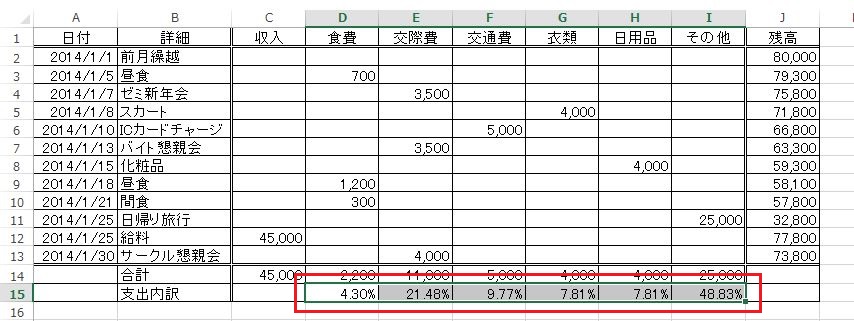 A B C D E F G H I J
1 日付 詳細 収入 食費 交際費 交通費 衣類 日用品 その他 残高
2 2014/1/1 前月繰越 80,000
3 2014/1/5 昼食 700 79,300
4 2014/1/7 ゼミ新年会 3,500 75,800
5 2014/1/8 スカート 4,000 71,800
6 2014/1/10 ICカードチャージ 5,000 66,800
7 2014/1/13 バイト懇親会 3,500 63,300
8 2014/1/15 化粧品 4,000 59,300
9 2014/1/18 昼食 1,200 58,100
10 2014/1/21 間食 300 57,800
11 2014/1/25 日帰り旅行 25,000 32,800
12 2014/1/25 給料 45,000 77,800
13 2014/1/30 サークル懇親会 4,000 73,800
14 合計 45,000 2,200 11,000 5,000 4,000 4,000 25,000
15 支出内訳 4.30% 21.48% 9.77% 7.81% 7.81% 48.83%
16